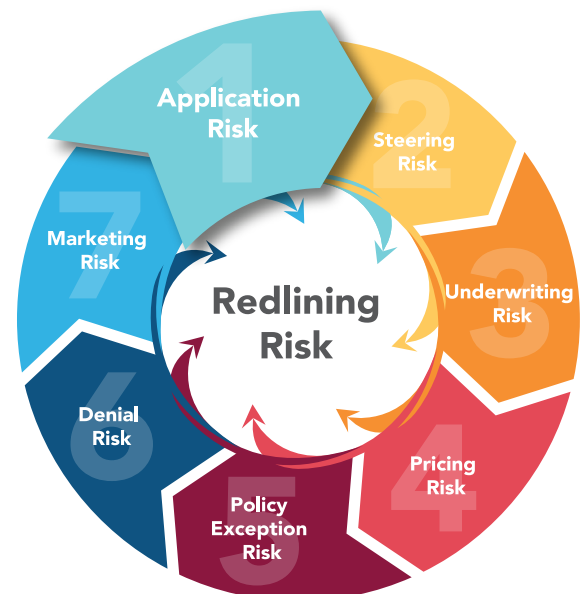 1
Application
Risk
2
Steering
Risk
3
Underwriting
Risk
4
Pricing
Risk
5
Policy
Exception
Risk
6
Denial
Risk
7
Marketing
Risk
Redlining
Risk